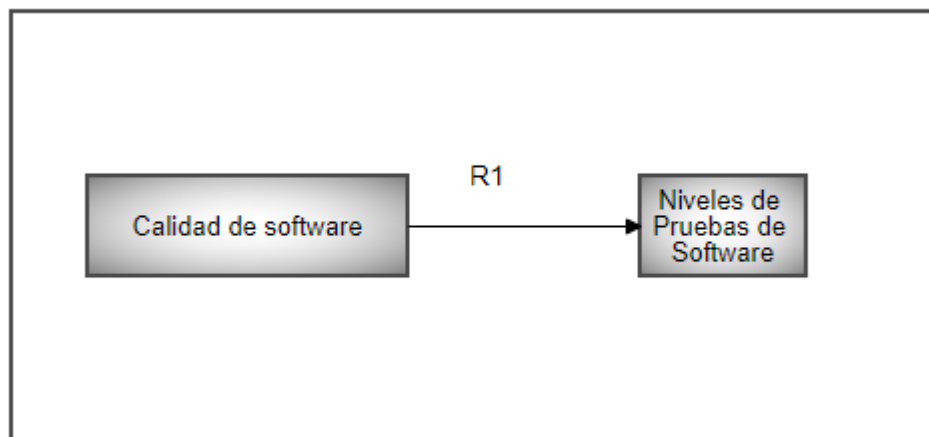 R1
Calidad de software
Niveles de
Pruebas de
Software